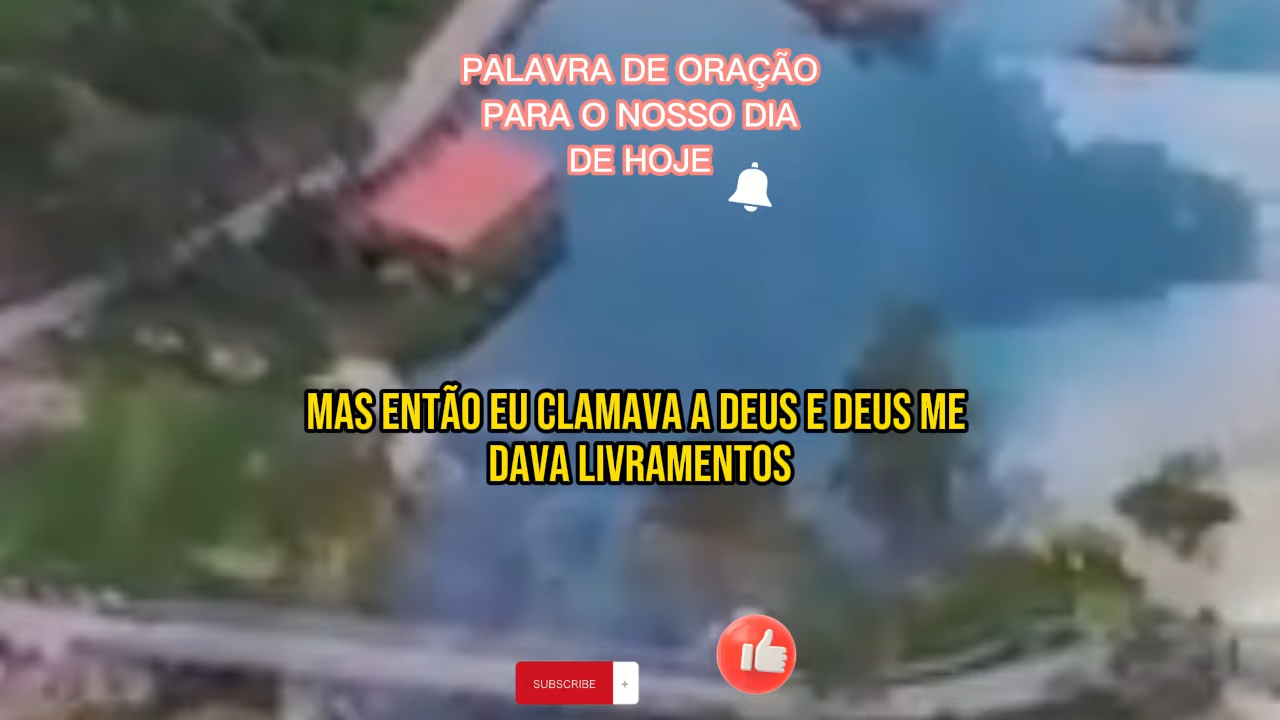 PALAVRA DE ORAÇÃO
PARA O NOSSO DIA
DE HOJE
MAS ENTÃO EU CLAMAVA A DEUS E DEUS ME
DAVA LIVRAMENTOS
SUBSCRIBE +